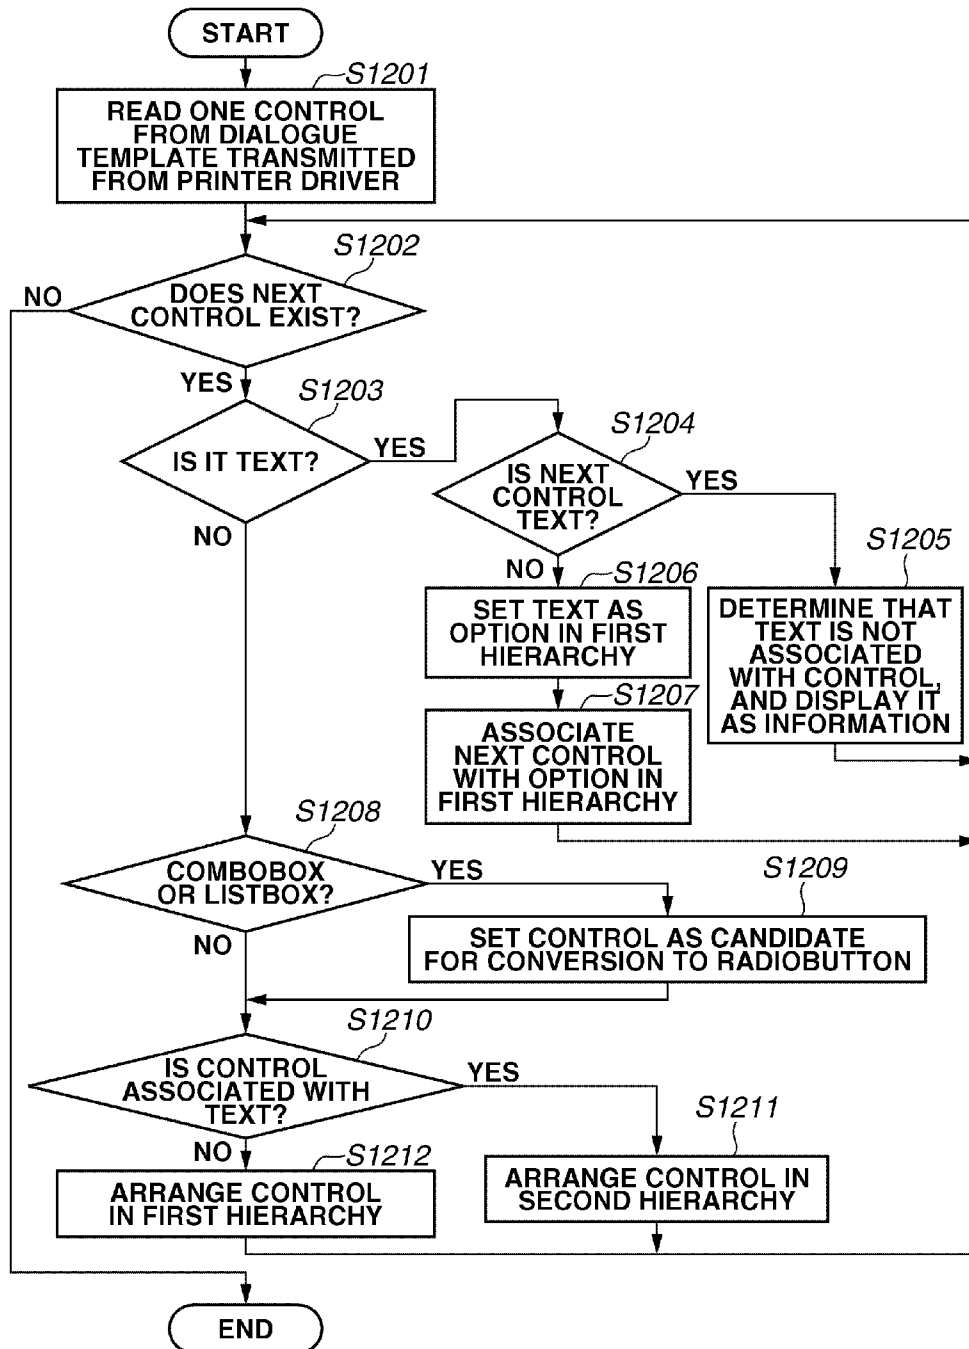 START
S1201
READ ONE CONTROL
FROM DIALOGUE
TEMPLATE TRANSMITTED
FROM PRINTER DRIVER
S1202
NO
DOES NEXT
CONTROL EXIST?
YES
S1203
IS IT TEXT?
YES
NO
S1204
IS NEXT
CONTROL
TEXT?
YES
NO
S1205
DETERMINE THAT
TEXT IS NOT
ASSOCIATED
WITH CONTROL,
AND DISPLAY IT
AS INFORMATION
S1206
SET TEXT AS
OPTION IN FIRST
HIERARCHY
S1207
ASSOCIATE
NEXT CONTROL
WITH OPTION IN
FIRST HIERARCHY
S1208
COMBOBOX
OR LISTBOX?
YES
NO
S1209
SET CONTROL AS CANDIDATE
FOR CONVERSION TO RADIOBUTTON
S1210
IS CONTROL
ASSOCIATED WITH
TEXT?
YES
NO
S1211
ARRANGE CONTROL IN
SECOND HIERARCHY
S1212
ARRANGE CONTROL
IN FIRST HIERARCHY
END